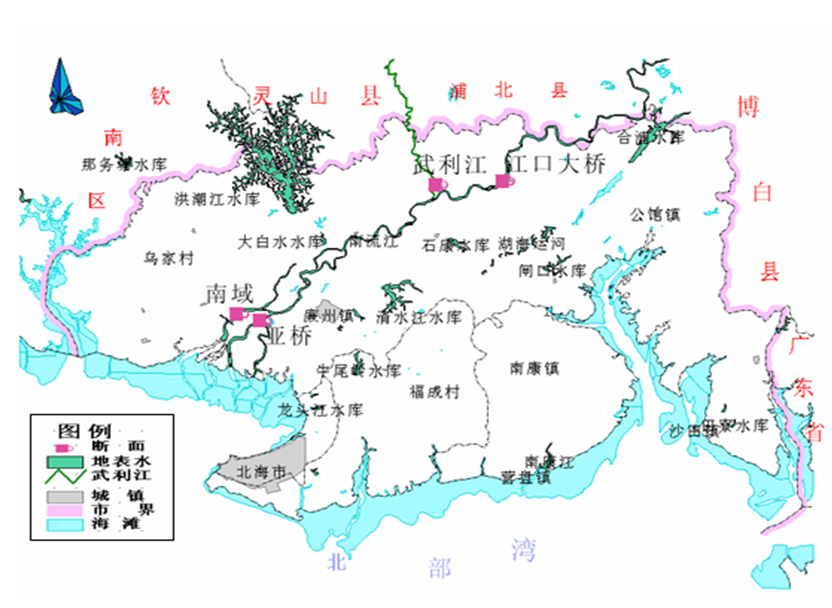 钦
灵山县
浦北县
博白县
南
区
那务岭水库
合浦水库
武利江
江口大桥
洪潮江水库
公馆镇
大白水水库
南流江
石康水库
湖海运河
乌家村
闸口水库
南域
廉州镇
清水江水库
亚桥
牛尾岭水库
南康镇
福成村
广东省
龙头江水库
沙田镇
水库
北海市
南康江
营盘镇
北部湾
图例
断面
地表水
武利江
城镇
市界
海滩